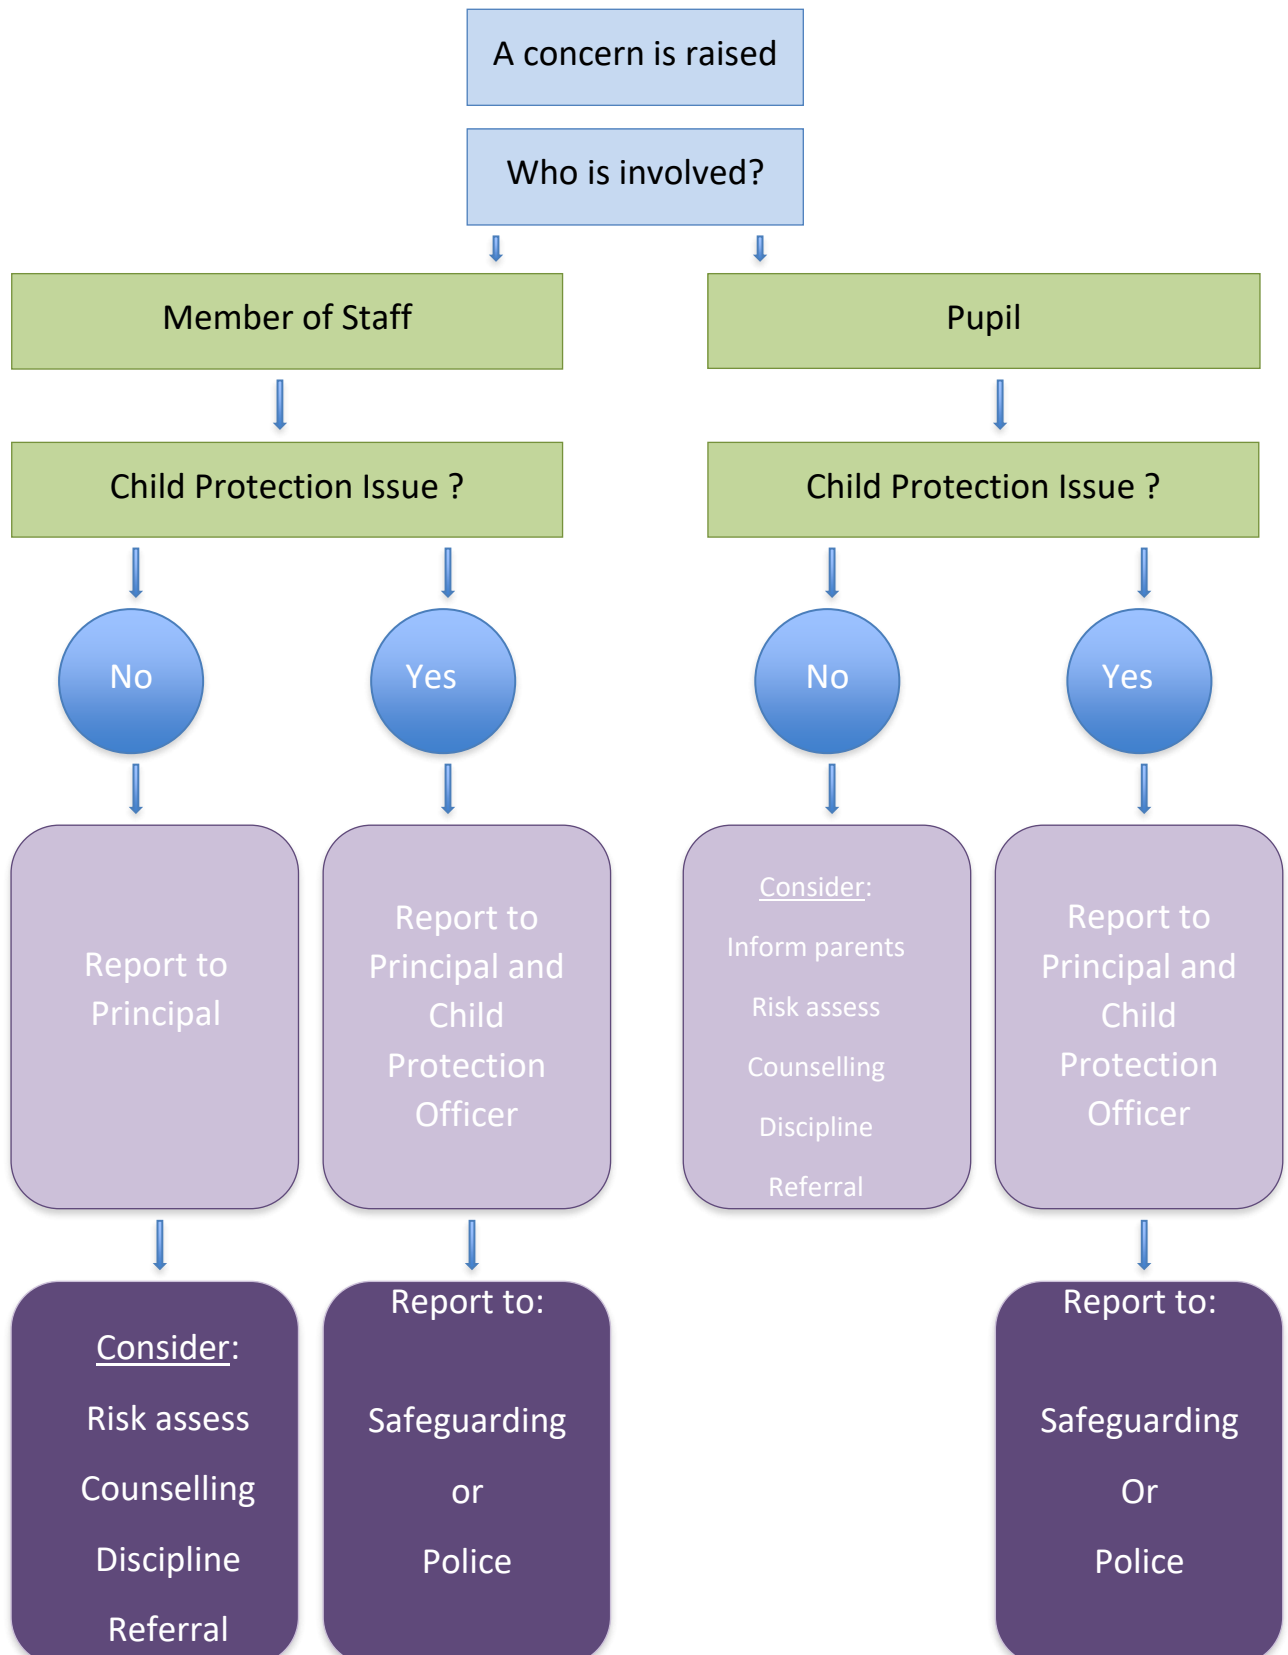 A concern is raised
Who is involved?
Member of Staff
Pupil
Child Protection Issue ?
Child Protection Issue ?
No
Yes
No
Yes
Report to
Principal
Report to
Principal and
Child
Protection
Officer
Consider:
Inform parents
Risk assess
Counselling
Discipline
Referral
Report to
Principal and
Child
Protection
Officer
Consider:
Risk assess
Counselling
Discipline
Referral
Report to:
Safeguarding
or
Police
Report to:
Safeguarding
Or
Police